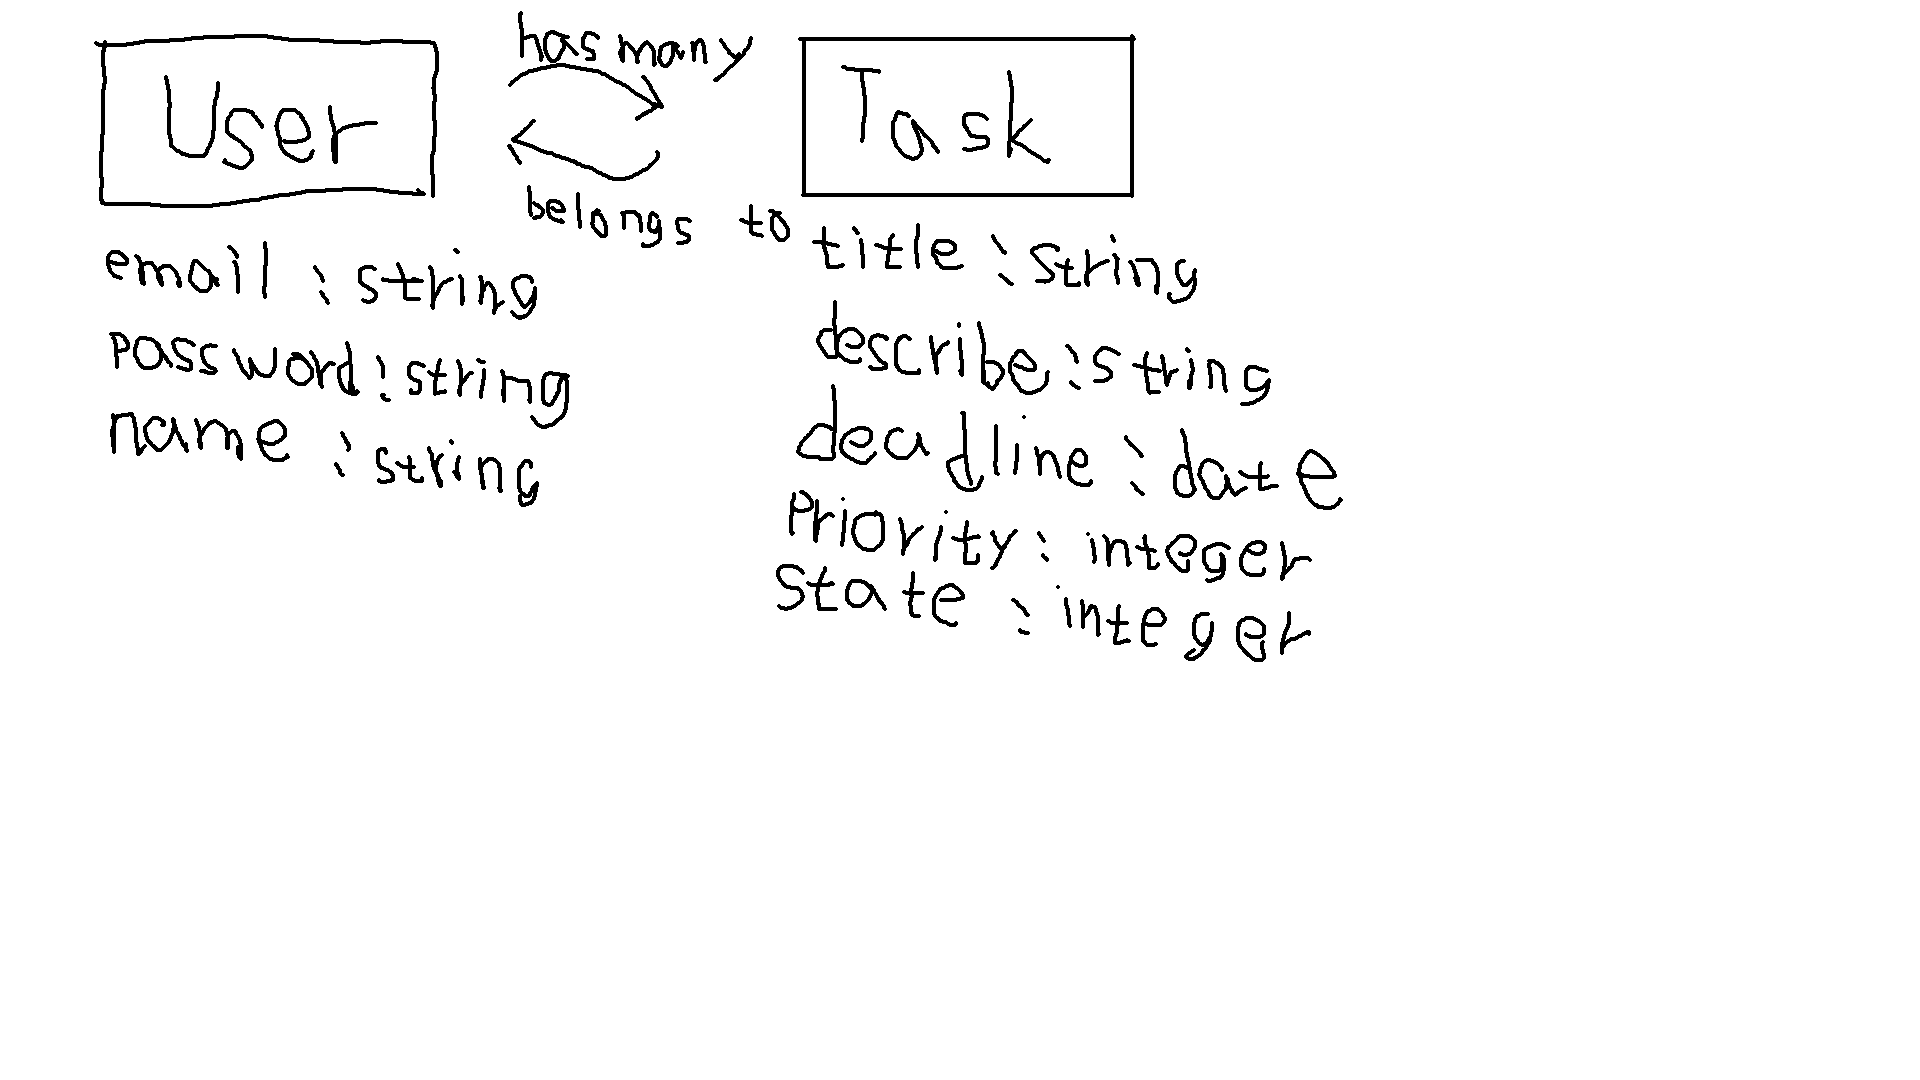 User
has many
belongs to
Task
email : string
password : string
name : string
title : string
describe : string
deadline : date
Priority : integer
state : integer